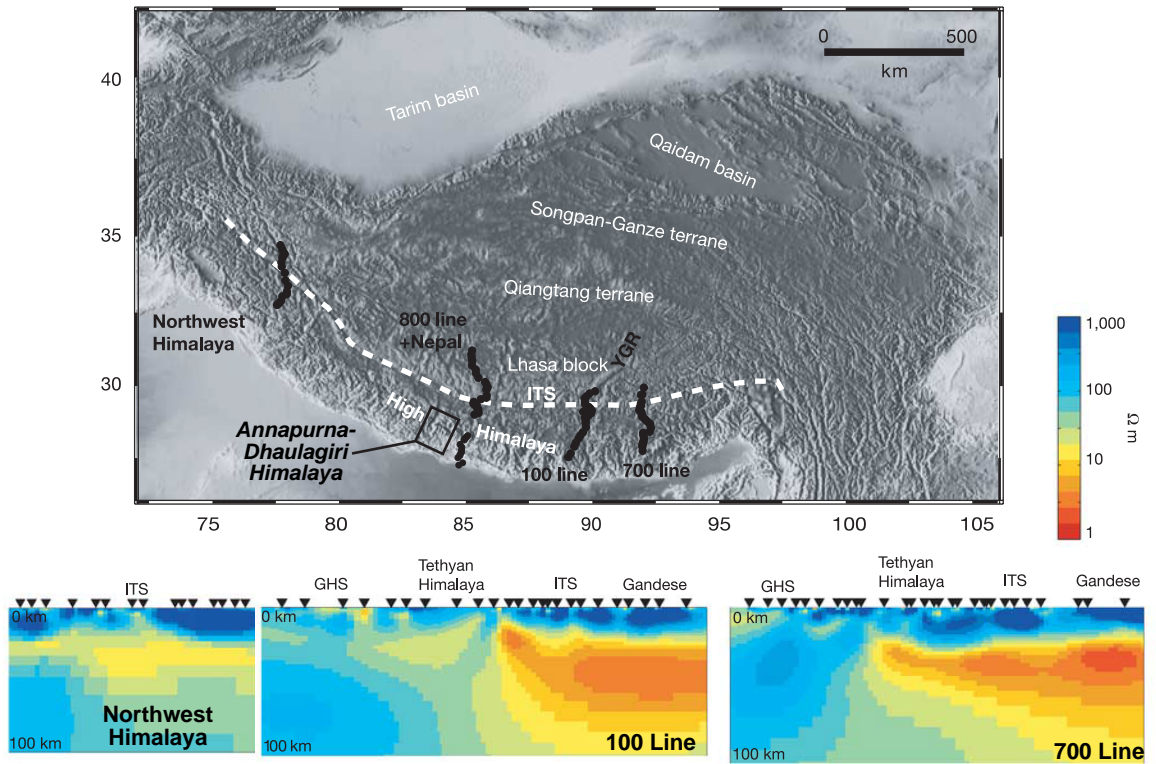 0 500
km
40
Tarim basin
Qaidam basin
35
Songpan-Ganze terrane
Qiangtang terrane
Northwest
Himalaya
800 line
+Nepal
YGR
Lhasa block
30
ITS
High
Himalaya
Annapurna-
Dhaulagiri
Himalaya
100 line
700 line
75 80 85 90 95 100 105
1,000
100
10
1
Ω m
ITS
0 km
100 km
Northwest
Himalaya
GHS
Tethyan
Himalaya
ITS
Gandese
0 km
100 km
100 Line
GHS
Tethyan
Himalaya
ITS
Gandese
0 km
100 km
700 Line